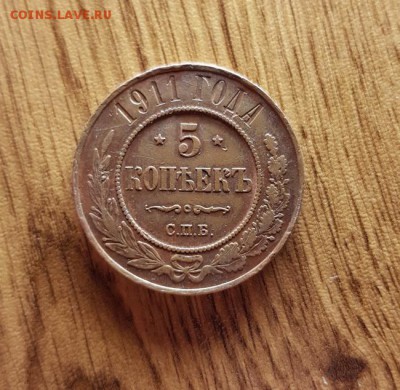 COINS.LAVE.RU
1911 ГОДА
5
КОПѢЕКЪ
С.П.Б.